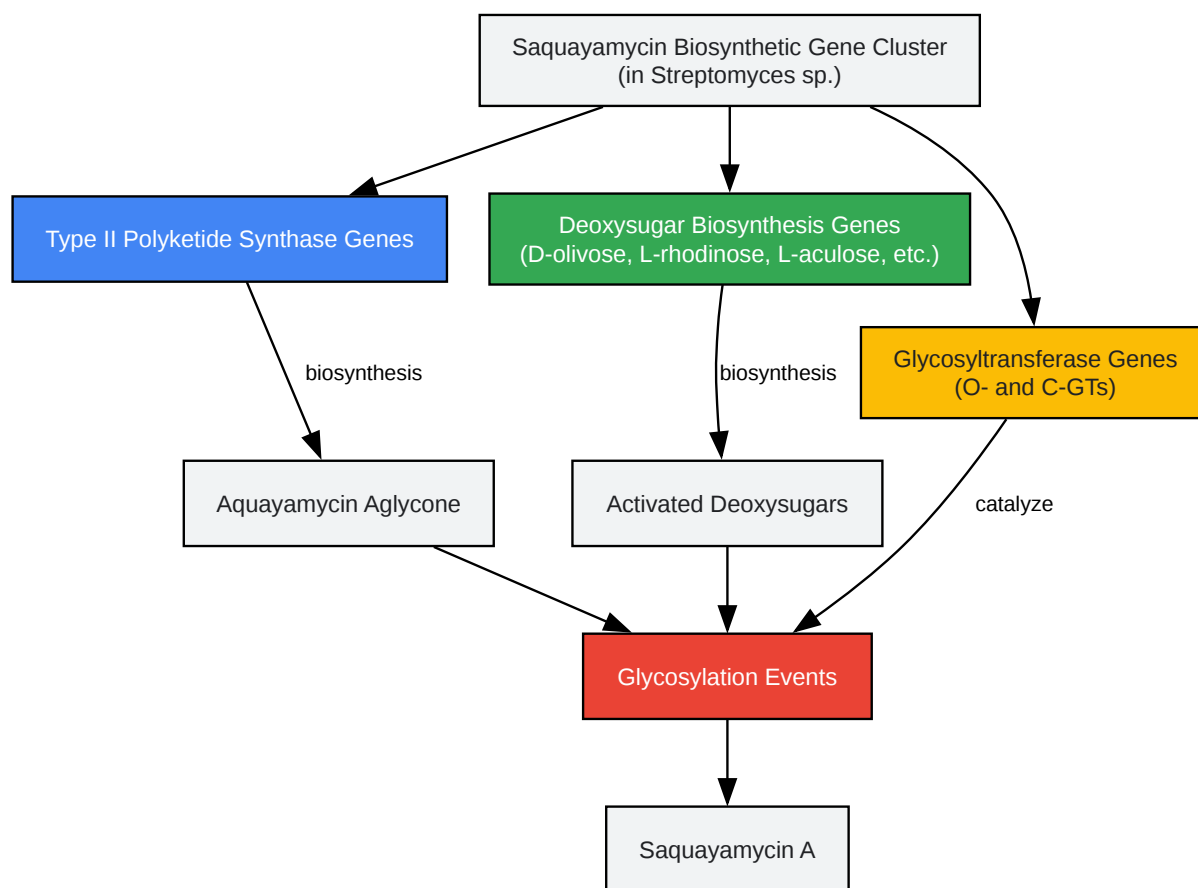 Saquayamycin Biosynthetic Gene Cluster
(in Streptomyces sp.)
Type II Polyketide Synthase Genes
Deoxysugar Biosynthesis Genes
(D-olivose, L-rhodinose, L-aculose, etc.)
Glycosyltransferase Genes
(O- and C-GTs)
biosynthesis
biosynthesis
Aquayamycin Aglycone
Activated Deoxysugars
catalyze
Glycosylation Events
Saquayamycin A